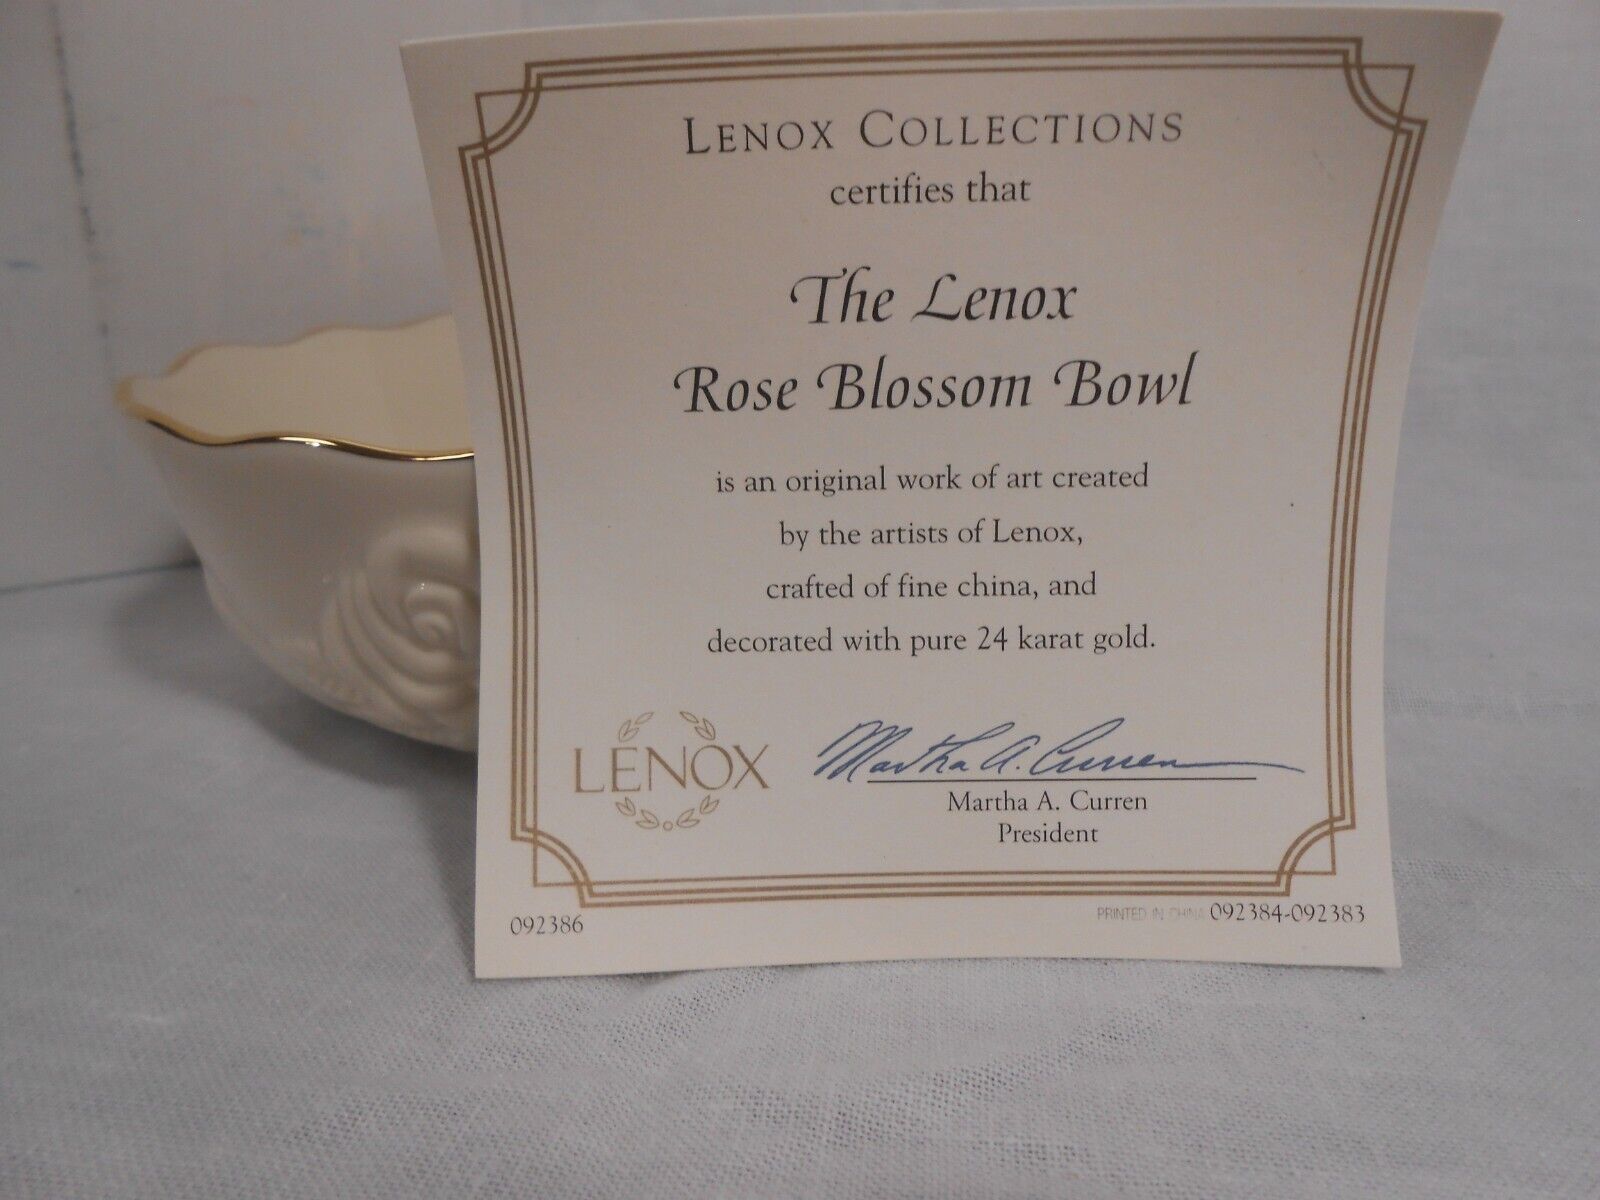 LENOX COLLECTIONS
certifies that
The Lenox
Rose Blossom Bowl
is an original work of art created
by the artists of Lenox,
crafted of fine china, and
decorated with pure 24 karat gold.
LENOX
Martha A. Curren
Martha A. Curren
President
092386
PRINTED IN CHINA 092384-092383